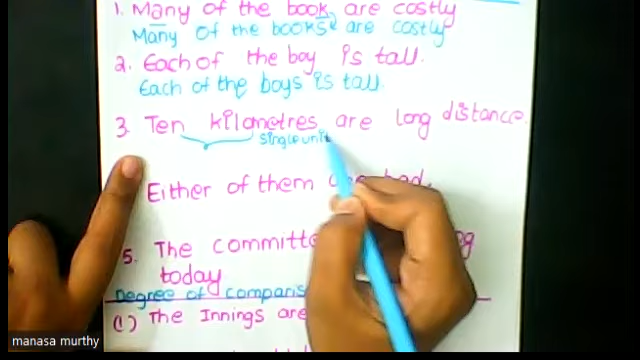 1. Many of the book are costly
Many of the books are costly
2. Each of the boy is tall.
Each of the boys is tall.
3. Ten kilometres are long distance.
single unit
Either of them bad.
5. The committe
today
Degree of comparis
(1) The Innings are
manasa murthy